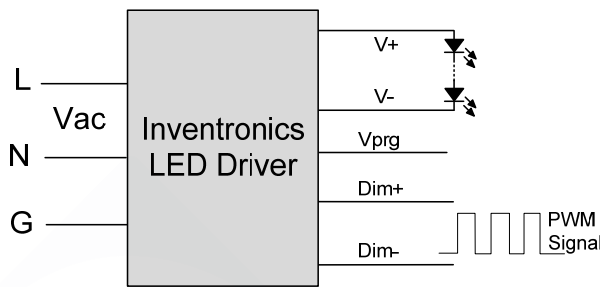 L
Vac
N
G
Inventronics
LED Driver
V+
V-
Vprg
Dim+
Dim-
PWM
Signal